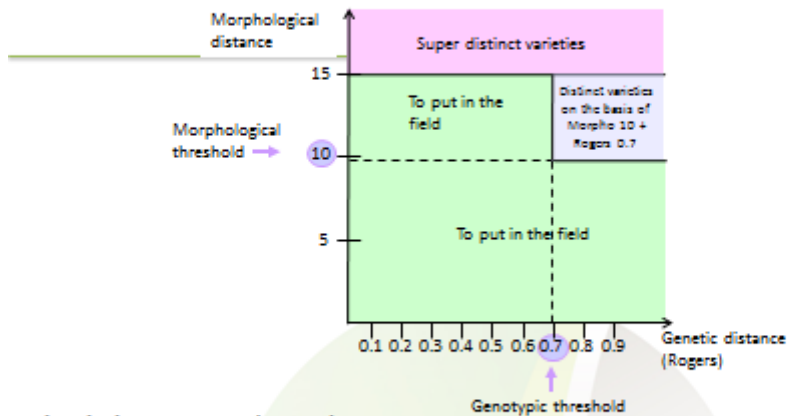 Morphological
distance
Super distinct varieties
15
To put in the
field
Distinct varieties
on the basis of
Morpho 10 +
Rogers 0.7
Morphological
threshold
10
5
To put in the field
0.1 0.2 0.3 0.4 0.5 0.6 0.7 0.8 0.9
Genetic distance
(Rogers)
Genotypic threshold